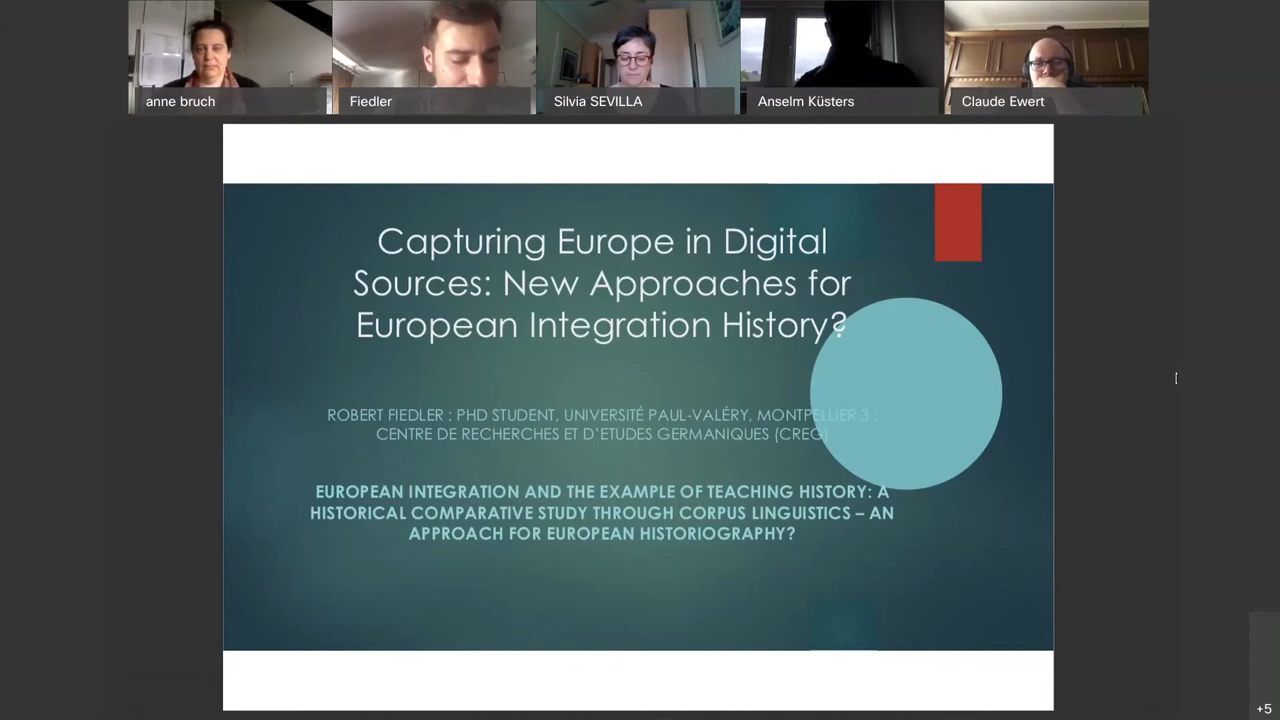 anne bruch
Fiedler
Silvia SEVILLA
Anselm Küsters
Claude Ewert
Capturing Europe in Digital
Sources: New Approaches for
European Integration History?
ROBERT FIEDLER : PHD STUDENT, UNIVERSITÉ PAUL-VALÉRY, MONTPELLIER 3 :
CENTRE DE RECHERCHES ET D'ETUDES GERMANIQUES (CREG)
EUROPEAN INTEGRATION AND THE EXAMPLE OF TEACHING HISTORY: A
HISTORICAL COMPARATIVE STUDY THROUGH CORPUS LINGUISTICS – AN
APPROACH FOR EUROPEAN HISTORIOGRAPHY?
+5